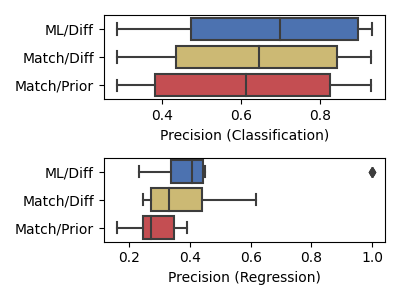 ML/Diff
Match/Diff
Match/Prior
0.4 0.6 0.8
Precision (Classification)
ML/Diff
Match/Diff
Match/Prior
0.2 0.4 0.6 0.8 1.0
Precision (Regression)